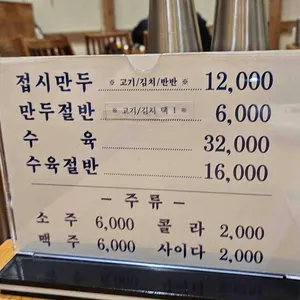 접시만두 ※ 고기/김치/반반 ※ 12,000
만두절반 ※ 고기/김치 택 1 ※ 6,000
수 육 32,000
수육절반 16,000
― 주 류 ―
소 주 6,000 콜 라 2,000
맥 주 6,000 사이다 2,000